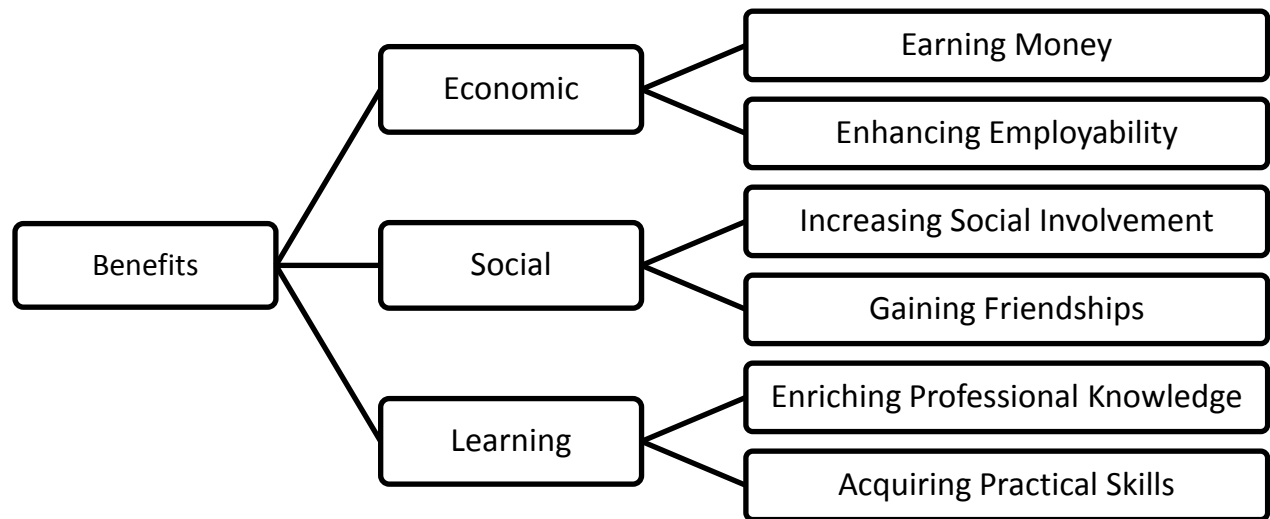 Benefits
Economic
Earning Money
Enhancing Employability
Social
Increasing Social Involvement
Gaining Friendships
Learning
Enriching Professional Knowledge
Acquiring Practical Skills